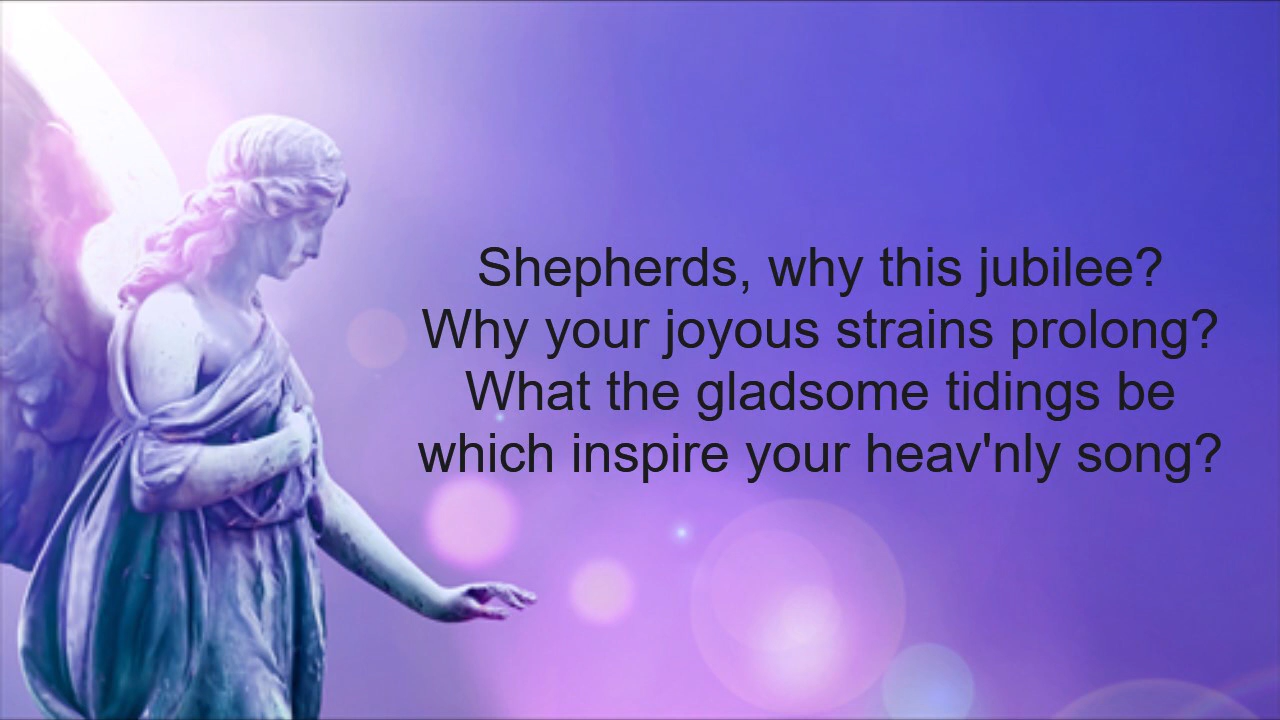 Shepherds, why this jubilee?
Why your joyous strains prolong?
What the gladsome tidings be
which inspire your heav'nly song?